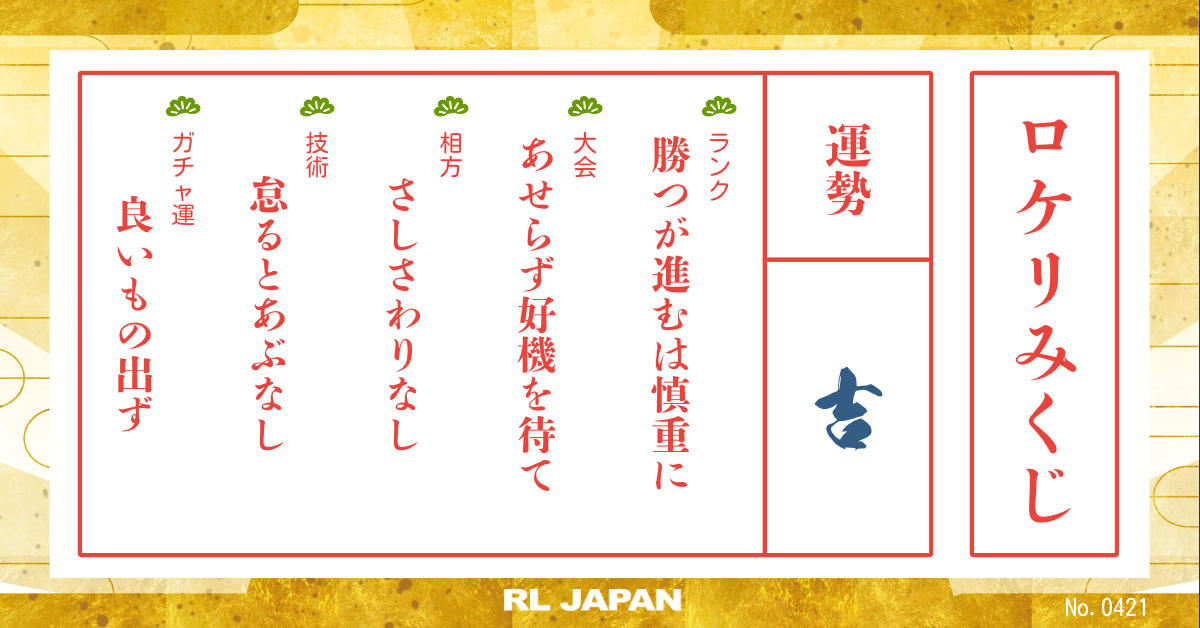 ロケリみくじ
運勢
吉
ランク
勝つが進むは慎重に
大会
あせらず好機を待て
相方
さしさわりなし
技術
怠るとあぶなし
ガチャ運
良いもの出ず
RL JAPAN
No. 0421